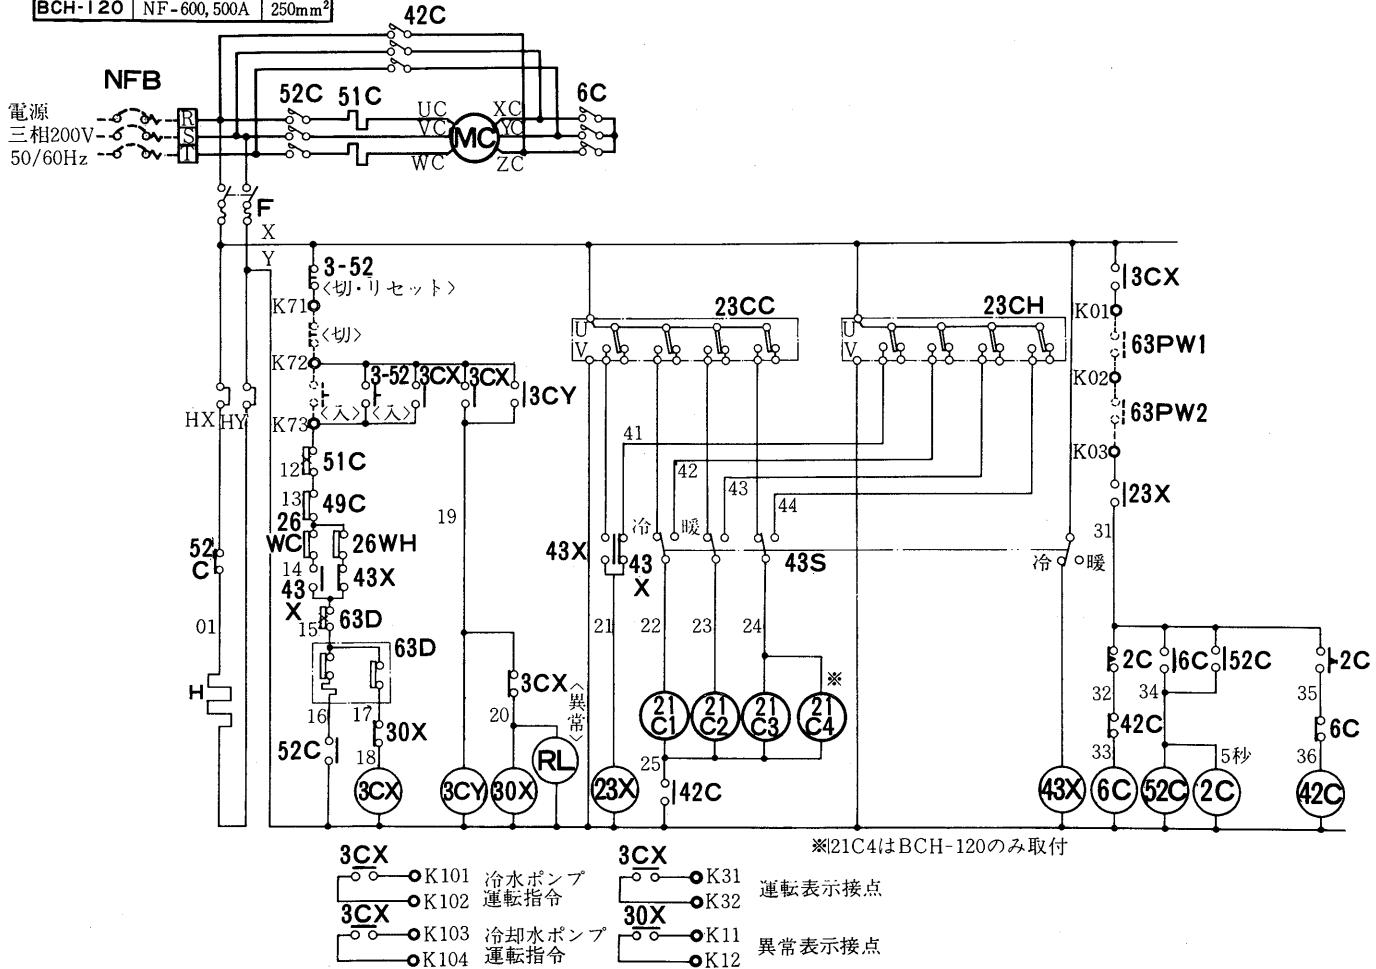 BCH-120 NF-600,500A 250mm²
42C
NFB
52C 51C 6C
電源
三相200V
50/60Hz
R
S
T
UC
VC
WC
MC
XC
YC
ZC
F
X
Y
3-52
〈切・リセット〉
K71
〈切〉
K72
3-52 3CX 3CX
3CY
〈入〉 〈入〉
K73
23CC
U
V
23CH
U
V
3CX
K01
63PW1
K02
63PW2
K03
23X
31
HX HY
12 51C
13 49C
26
WC
26WH
14
43
X
43X
15 63D
63D
16 17
52C
30X
18
3CX
52
C
01
H
19
3CX
20
〈異常〉
RL
3CY
30X
41
42
43
44
冷 暖
43X
43
X
43S
冷 暖
21 22 23 24
※
21
C1
21
C2
21
C3
21
C4
25
42C
23X
43X
2C 6C 52C 2C
32 34 35
42C 6C
33 5秒 36
6C
52C
2C
42C
※21C4はBCH-120のみ取付
3CX
K101
K102
冷水ポンプ
運転指令
3CX
K103
K104
冷却水ポンプ
運転指令
3CX
K31
K32
運転表示接点
30X
K11
K12
異常表示接点